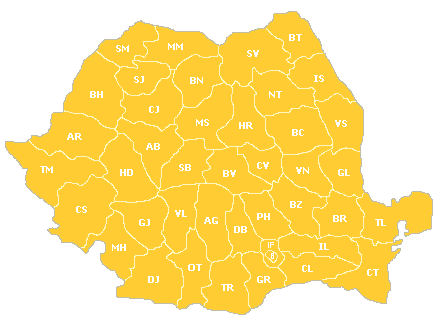 BT
SM
MM
SV
SJ
BN
IS
BH
CJ
NT
MS
HR
VS
AR
AB
BC
TM
HD
SB
BV
CV
VN
GL
CS
GJ
VL
AG
DB
PH
BZ
BR
TL
MH
IF
IL
DJ
OT
TR
GR
CL
CT